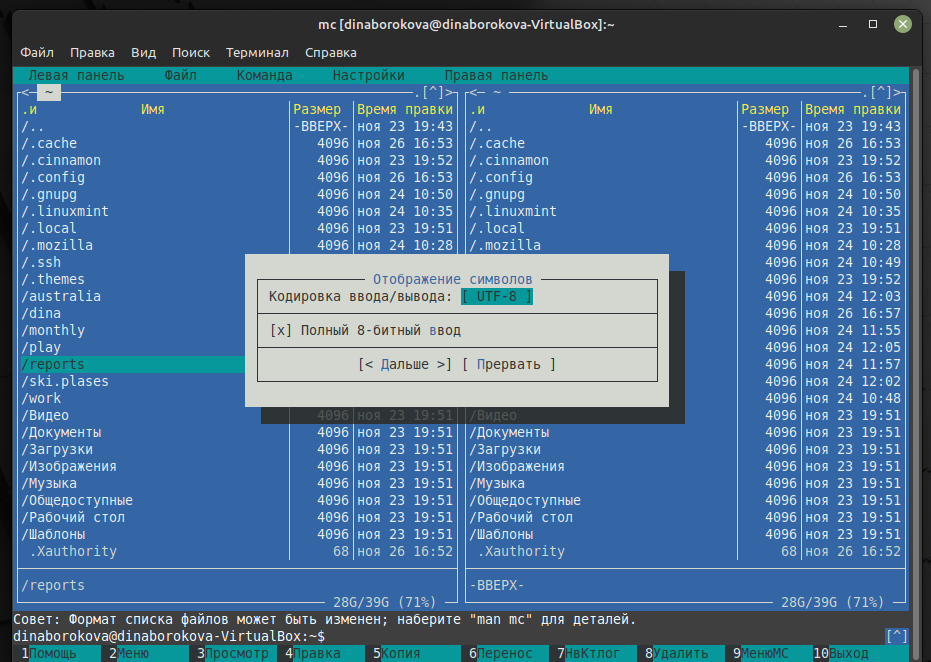 mc [dinaborokova@dinaborokova-VirtualBox]:~
Файл Правка Вид Поиск Терминал Справка
Левая панель Файл Команда Настройки Правая панель
<─ ~ ─.[^]>┐ <─ ~ ─.[^]>┐
.и Имя Размер Время правки .и Имя Размер Время правки
/.. -ВВЕРХ- ноя 23 19:43 /.. -ВВЕРХ- ноя 23 19:43
/.cache 4096 ноя 26 16:53 /.cache 4096 ноя 26 16:53
/.cinnamon 4096 ноя 23 19:52 /.cinnamon 4096 ноя 23 19:52
/.config 4096 ноя 26 16:53 /.config 4096 ноя 26 16:53
/.gnupg 4096 ноя 24 10:50 /.gnupg 4096 ноя 24 10:50
/.linuxmint 4096 ноя 24 10:35 /.linuxmint 4096 ноя 24 10:35
/.local 4096 ноя 23 19:51 /.local 4096 ноя 23 19:51
/.mozilla 4096 ноя 24 10:28 /.mozilla 4096 ноя 24 10:28
/.ssh 4096 ноя 24 10:49
/.themes Отображение символов 4096 ноя 23 19:52
/australia Кодировка ввода/вывода: [ UTF-8 ] 4096 ноя 24 12:03
/dina 4096 ноя 26 16:57
/monthly [x] Полный 8-битный ввод 4096 ноя 24 11:55
/play 4096 ноя 24 12:05
/reports [< Дальше >] [ Прервать ] 4096 ноя 24 11:57
/ski.plases 4096 ноя 24 12:02
/work 4096 ноя 24 10:48
/Видео 4096 ноя 23 19:51 /Видео 4096 ноя 23 19:51
/Документы 4096 ноя 23 19:51 /Документы 4096 ноя 23 19:51
/Загрузки 4096 ноя 23 19:51 /Загрузки 4096 ноя 23 19:51
/Изображения 4096 ноя 23 19:51 /Изображения 4096 ноя 23 19:51
/Музыка 4096 ноя 23 19:51 /Музыка 4096 ноя 23 19:51
/Общедоступные 4096 ноя 23 19:51 /Общедоступные 4096 ноя 23 19:51
/Рабочий стол 4096 ноя 23 19:51 /Рабочий стол 4096 ноя 23 19:51
/Шаблоны 4096 ноя 23 19:51 /Шаблоны 4096 ноя 23 19:51
.Xauthority 68 ноя 26 16:52 .Xauthority 68 ноя 26 16:52
/reports -ВВЕРХ-
28G/39G (71%) 28G/39G (71%)
Совет: Формат списка файлов может быть изменен; наберите "man mc" для деталей.
dinaborokova@dinaborokova-VirtualBox:~$ [^]
1Помощь 2Меню 3Просмотр 4Правка 5Копия 6Перенос 7НвКтлог 8Удалить 9МенюМС 10Выход